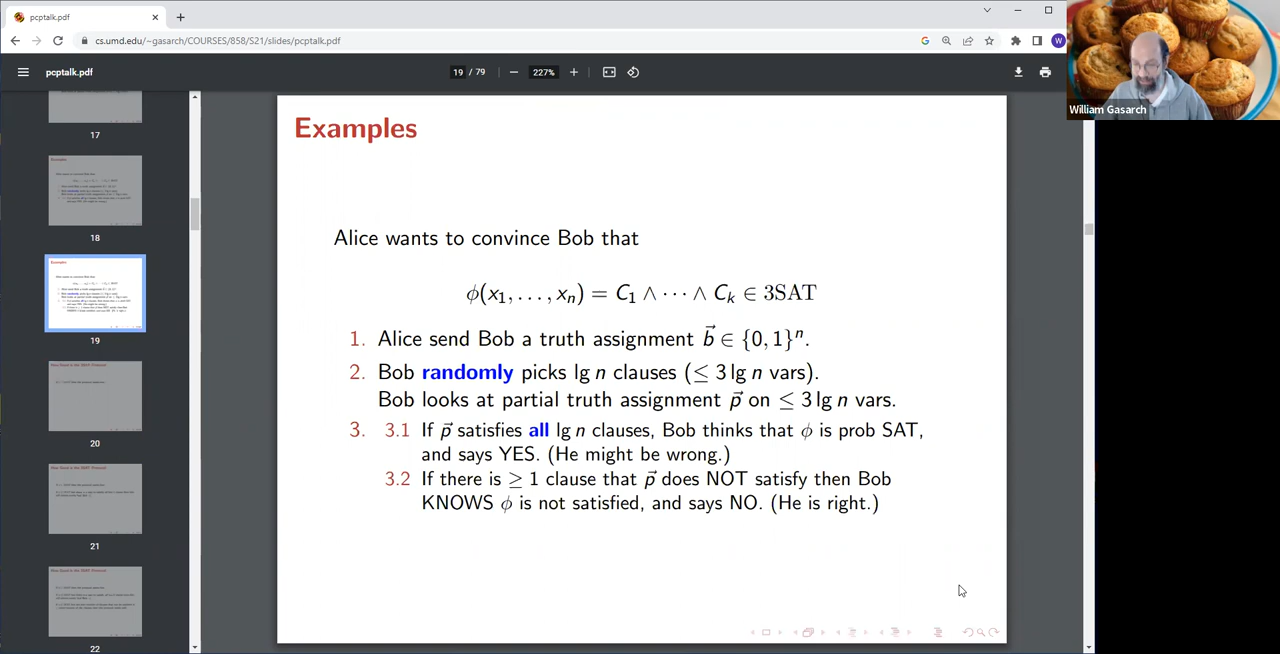 pcptalk.pdf
cs.umd.edu/~gasarch/COURSES/858/S21/slides/pcptalk.pdf
W
pcptalk.pdf
19 / 79
227%
William Gasarch
17
Examples
18
Examples
19
20
21
22
Examples
Alice wants to convince Bob that
ϕ(x₁, . . . , xₙ) = C₁ ∧ · · · ∧ Cₖ ∈ 3SAT
1. Alice send Bob a truth assignment b⃗ ∈ {0, 1}ⁿ.
2. Bob randomly picks lg n clauses (≤ 3 lg n vars).
Bob looks at partial truth assignment p⃗ on ≤ 3 lg n vars.
3. 3.1 If p⃗ satisfies all lg n clauses, Bob thinks that ϕ is prob SAT,
and says YES. (He might be wrong.)
3.2 If there is ≥ 1 clause that p⃗ does NOT satisfy then Bob
KNOWS ϕ is not satisfied, and says NO. (He is right.)